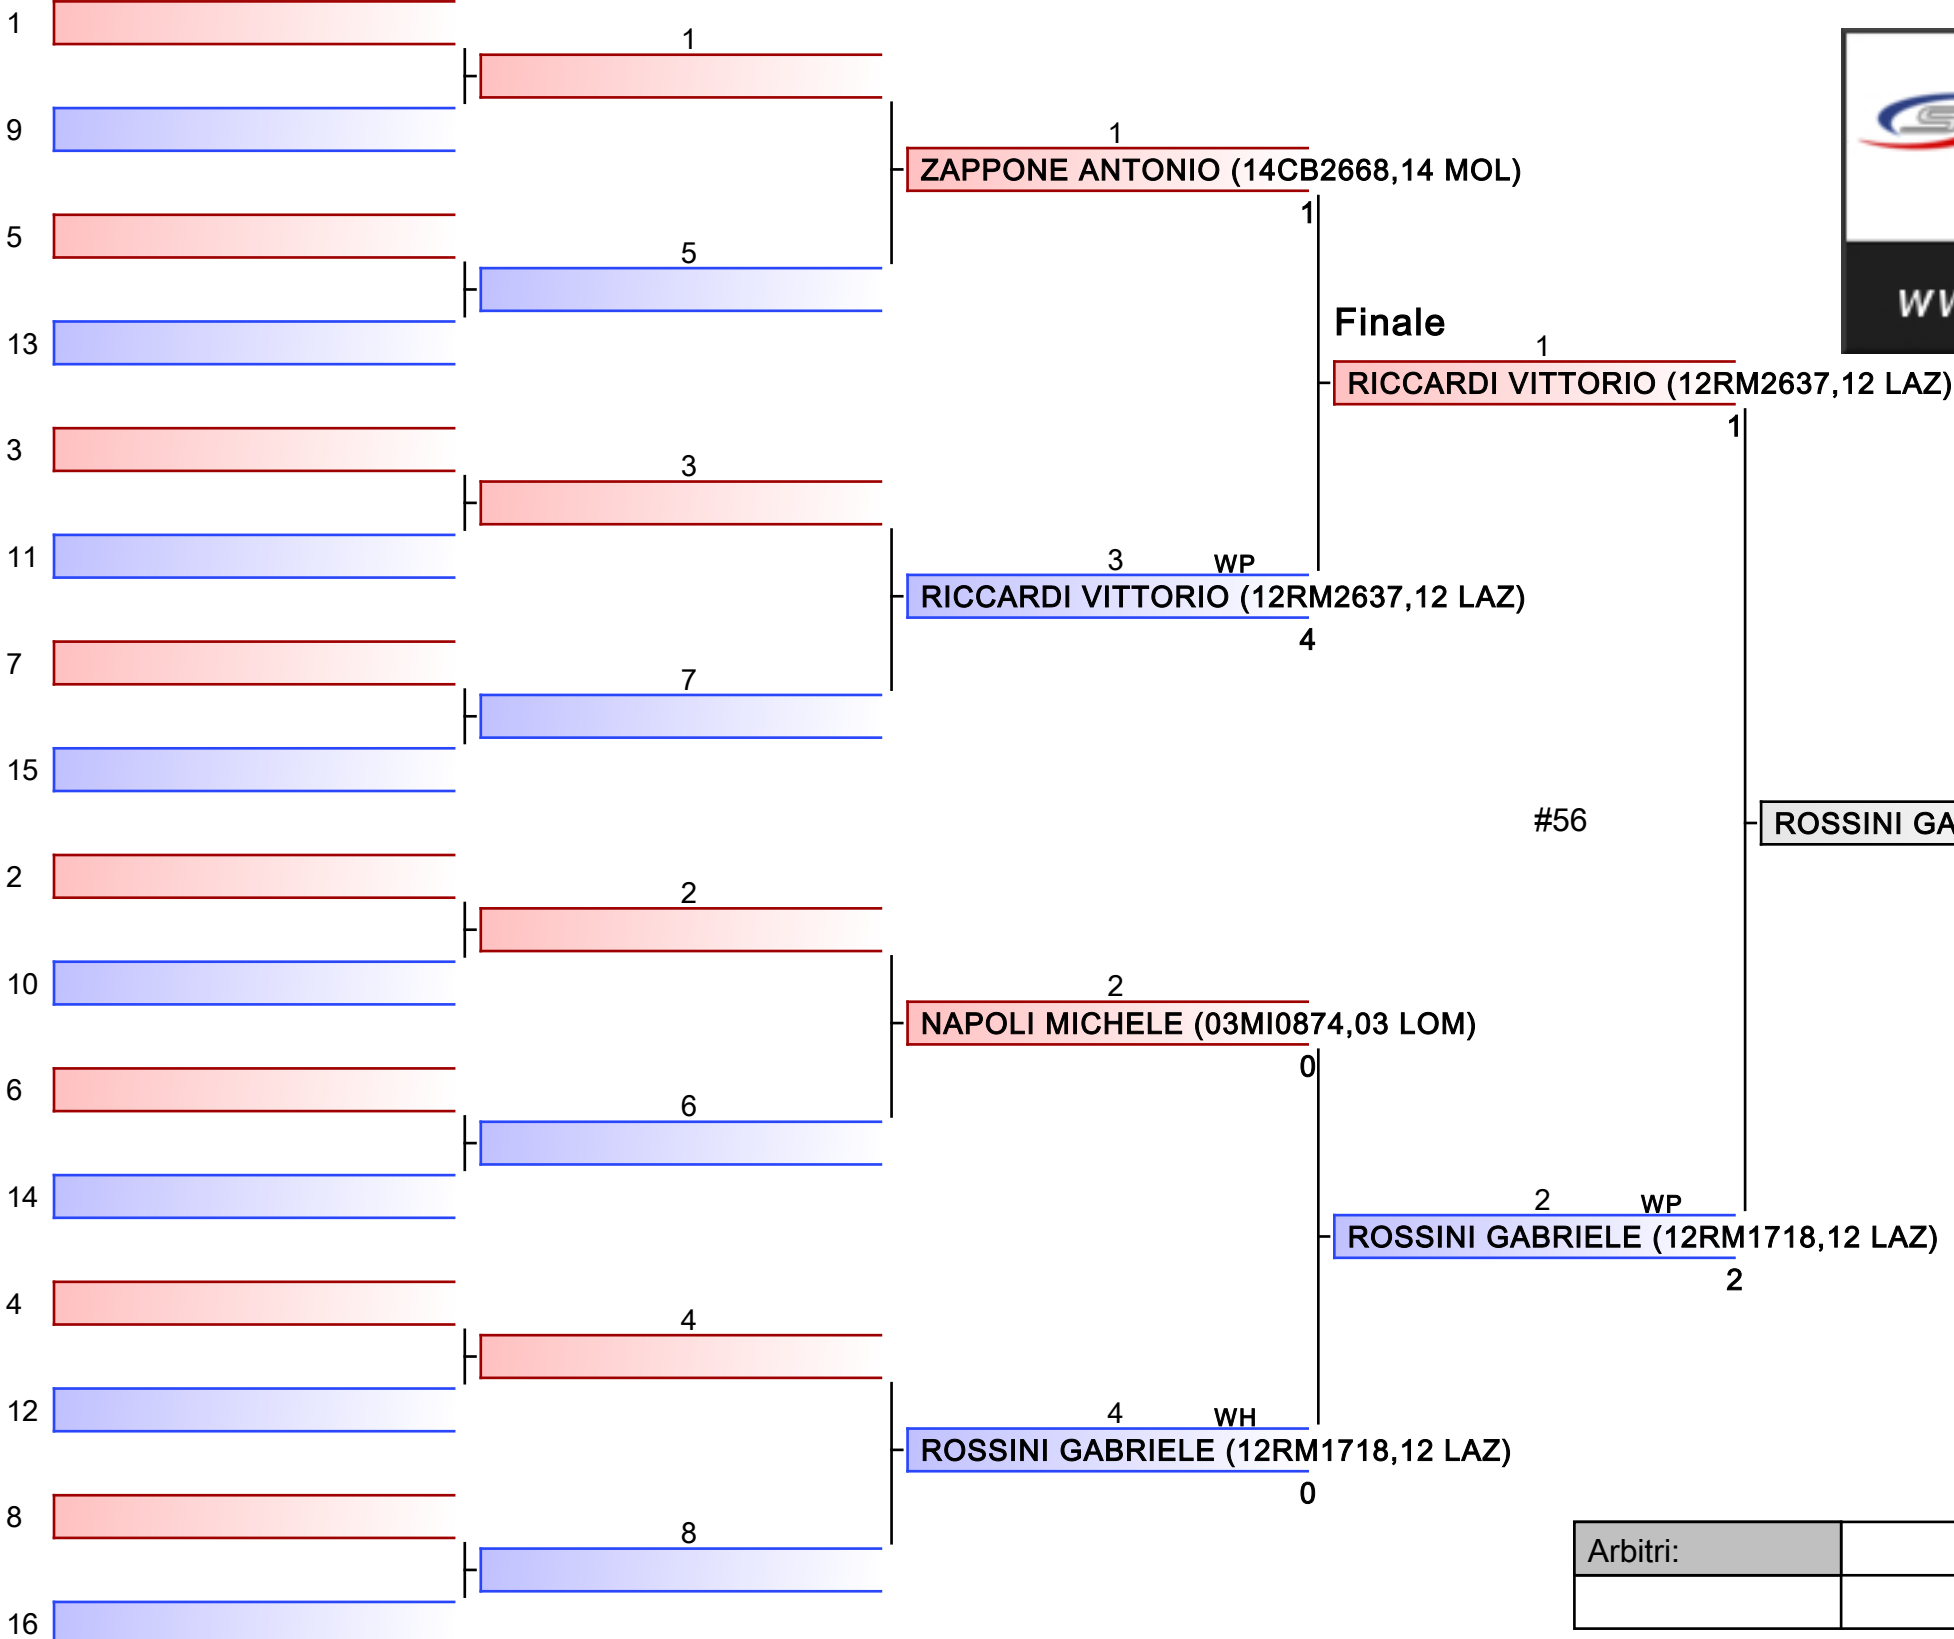 1
9
5
13
3
11
7
15
2
10
6
14
4
12
8
16
1
5
3
7
2
6
4
8
1
ZAPPONE ANTONIO (14CB2668,14 MOL)
1
3 WP
RICCARDI VITTORIO (12RM2637,12 LAZ)
4
2
NAPOLI MICHELE (03MI0874,03 LOM)
0
4 WH
ROSSINI GABRIELE (12RM1718,12 LAZ)
0
Finale
1
RICCARDI VITTORIO (12RM2637,12 LAZ)
1
#56
2 WP
ROSSINI GABRIELE (12RM1718,12 LAZ)
2
ROSSINI GA
Arbitri: